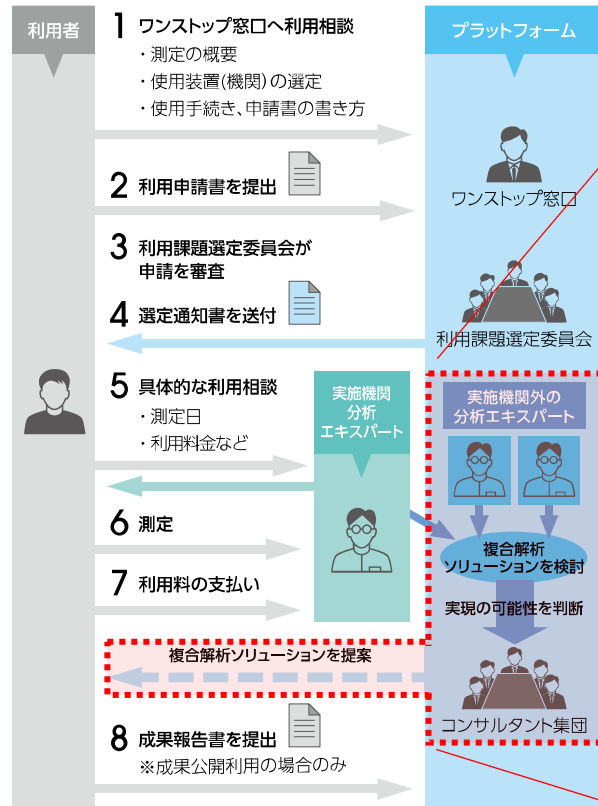 利用者
プラットフォーム
1 ワンストップ窓口へ利用相談
・測定の概要
・使用装置(機関)の選定
・使用手続き、申請書の書き方
ワンストップ窓口
2 利用申請書を提出
3 利用課題選定委員会が
申請を審査
利用課題選定委員会
4 選定通知書を送付
5 具体的な利用相談
・測定日
・利用料金など
実施機関
分析
エキスパート
実施機関外の
分析エキスパート
6 測定
複合解析
ソリューションを検討
7 利用料の支払い
実現の可能性を判断
複合解析ソリューションを提案
コンサルタント集団
8 成果報告書を提出
※成果公開利用の場合のみ